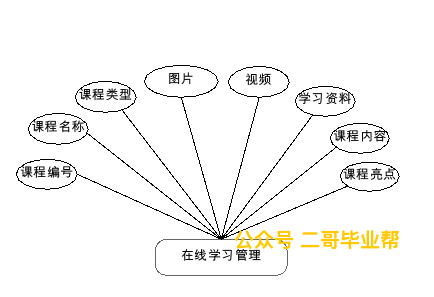 图片
视频
课程类型
学习资料
课程名称
课程内容
课程编号
课程亮点
公众号 二哥毕业帮
在线学习管理